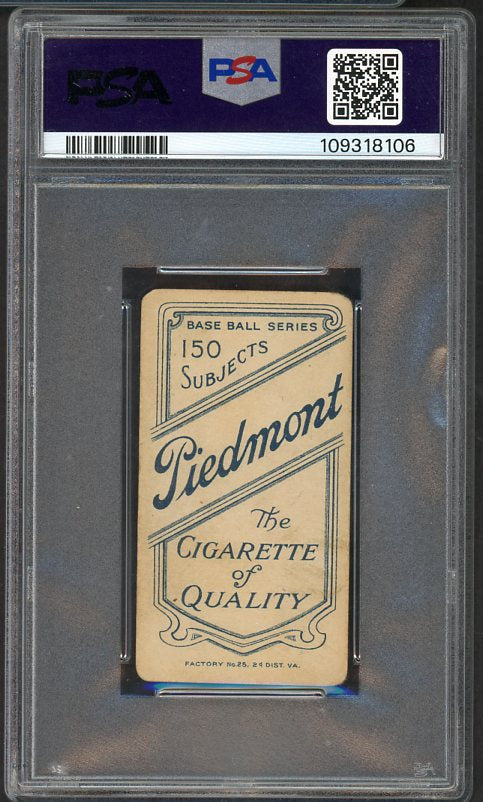 PSA
PSA
109318106
BASE BALL SERIES
150
SUBJECTS
Piedmont
The
CIGARETTE
of
QUALITY
FACTORY No. 25, 2d DIST. VA.